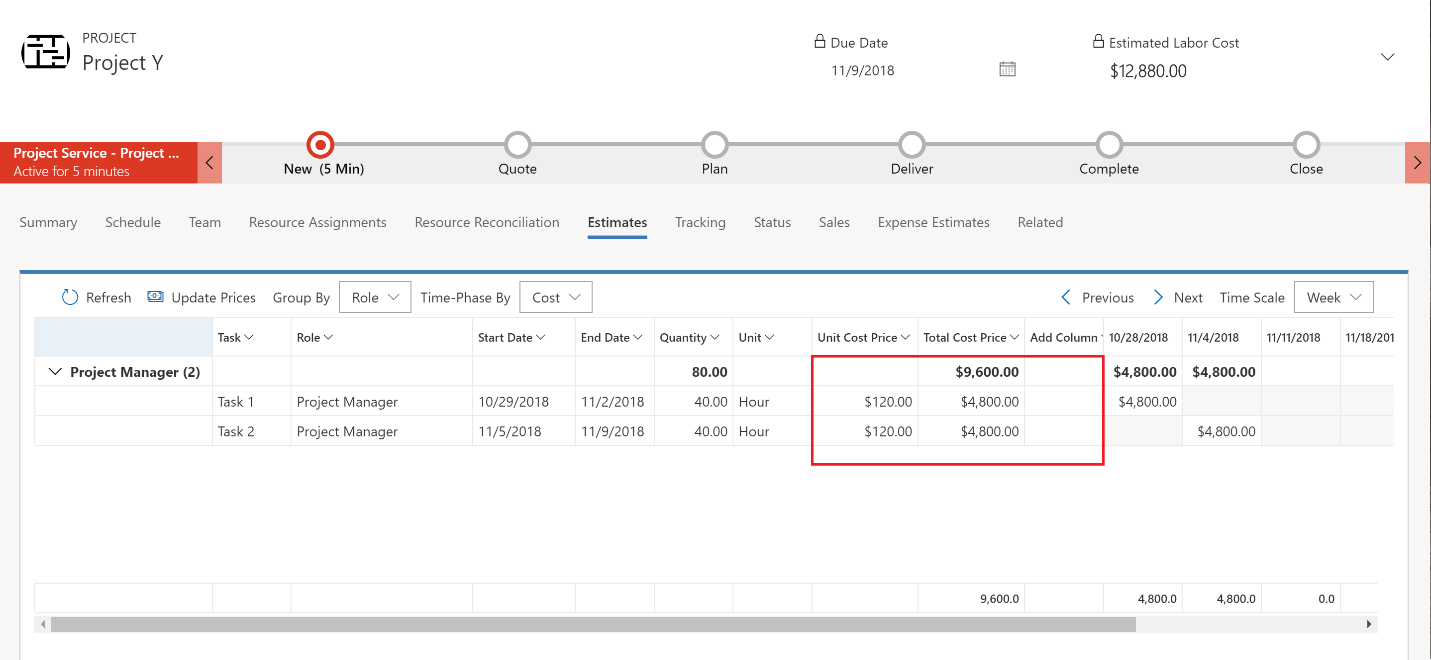 PROJECT
Project Y
Due Date
11/9/2018
Estimated Labor Cost
$12,880.00
Project Service - Project ...
Active for 5 minutes
New (5 Min)
Quote
Plan
Deliver
Complete
Close
Summary Schedule Team Resource Assignments Resource Reconciliation Estimates Tracking Status Sales Expense Estimates Related
Refresh Update Prices Group By Role Time-Phase By Cost Previous Next Time Scale Week
Task Role Start Date End Date Quantity Unit Unit Cost Price Total Cost Price Add Column 10/28/2018 11/4/2018 11/11/2018 11/18/201
Project Manager (2) 80.00 $9,600.00 $4,800.00 $4,800.00
Task 1 Project Manager 10/29/2018 11/2/2018 40.00 Hour $120.00 $4,800.00 $4,800.00
Task 2 Project Manager 11/5/2018 11/9/2018 40.00 Hour $120.00 $4,800.00 $4,800.00
9,600.0 4,800.0 4,800.0 0.0